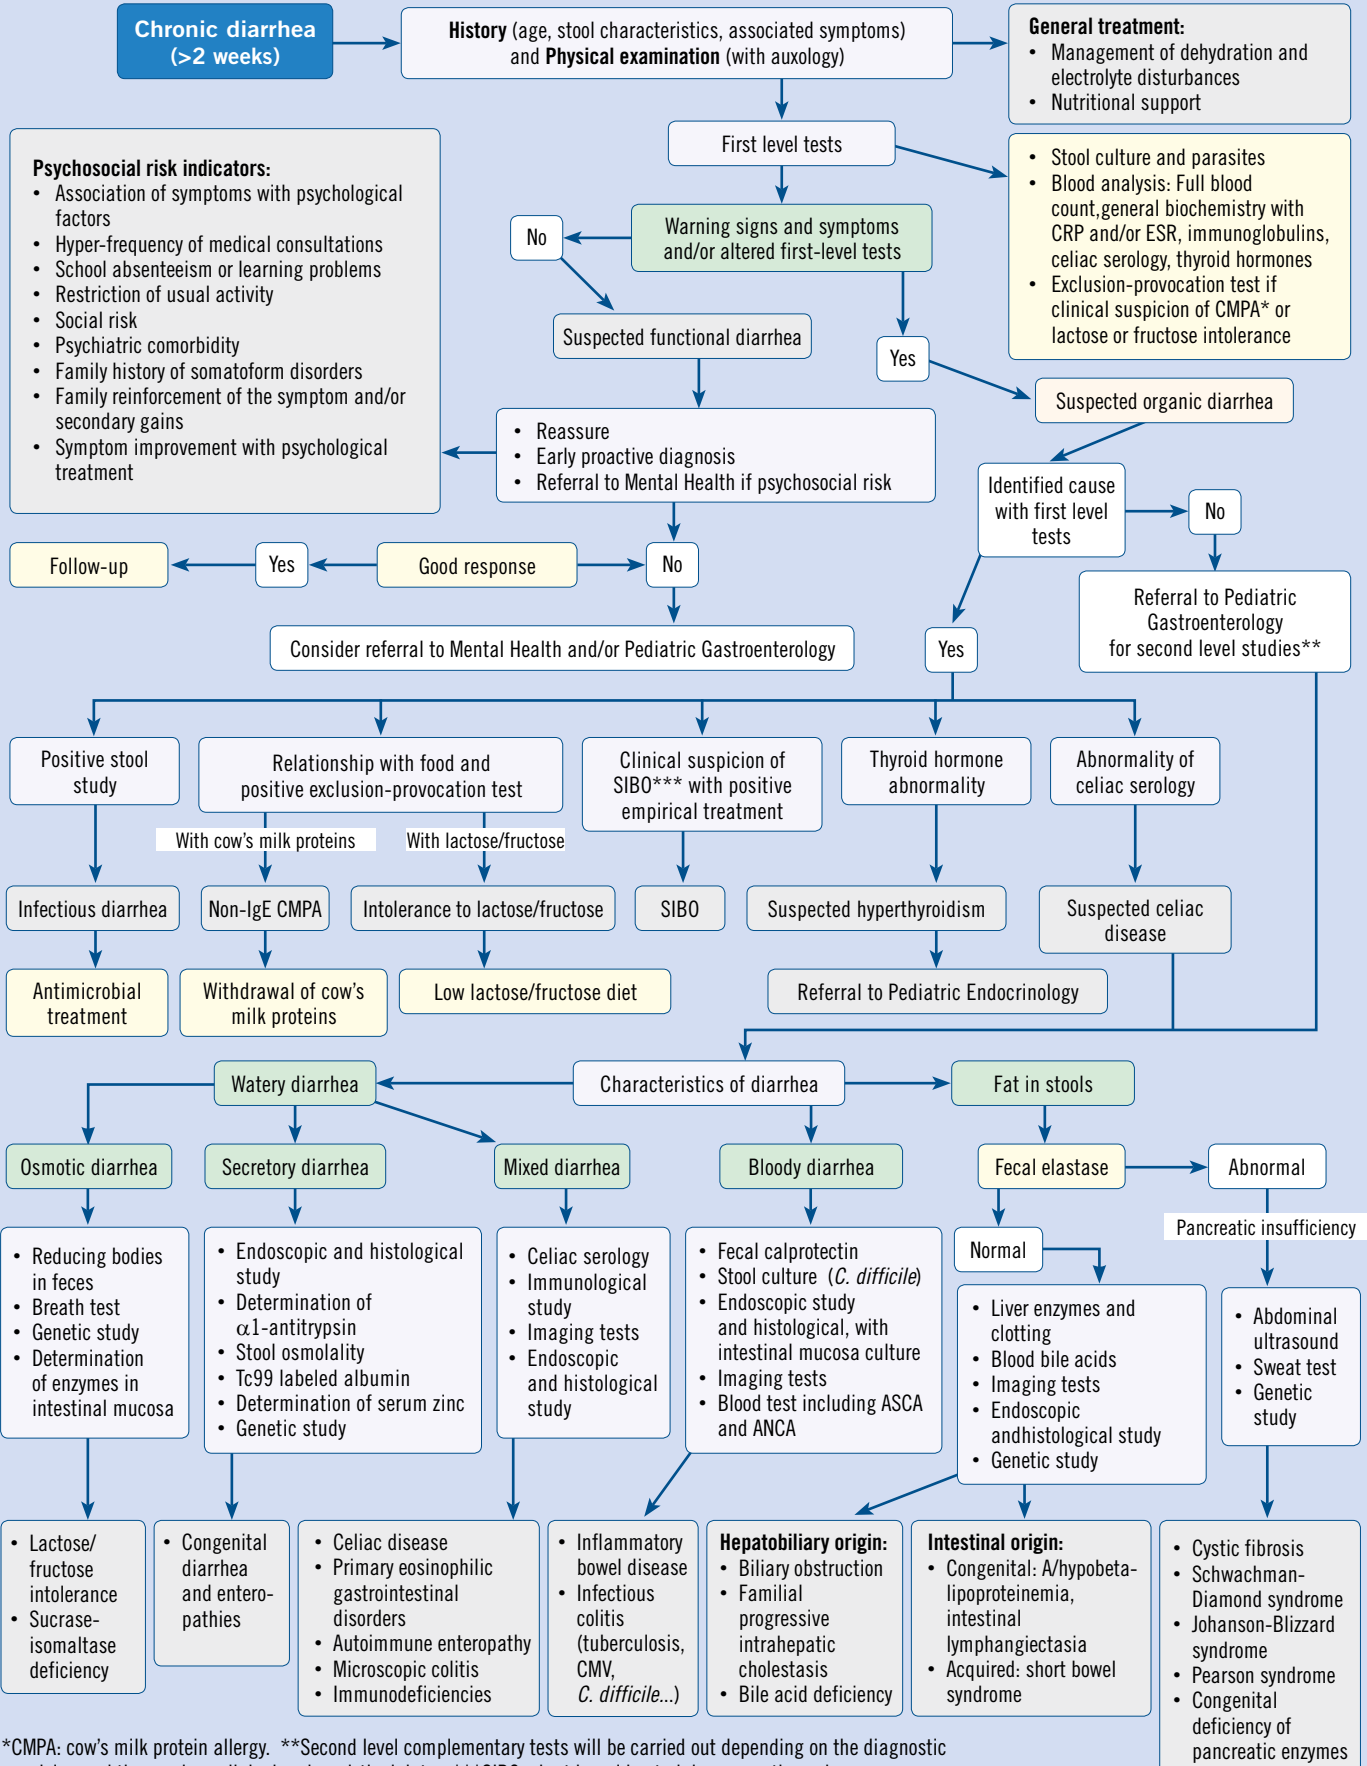 Chronic diarrhea
(>2 weeks)
History (age, stool characteristics, associated symptoms)
and Physical examination (with auxology)
General treatment:
• Management of dehydration and
electrolyte disturbances
• Nutritional support
First level tests
• Stool culture and parasites
• Blood analysis: Full blood
count,general biochemistry with
CRP and/or ESR, immunoglobulins,
celiac serology, thyroid hormones
• Exclusion-provocation test if
clinical suspicion of CMPA* or
lactose or fructose intolerance
Psychosocial risk indicators:
• Association of symptoms with psychological
factors
• Hyper-frequency of medical consultations
• School absenteeism or learning problems
• Restriction of usual activity
• Social risk
• Psychiatric comorbidity
• Family history of somatoform disorders
• Family reinforcement of the symptom and/or
secondary gains
• Symptom improvement with psychological
treatment
Warning signs and symptoms
and/or altered first-level tests
No
Suspected functional diarrhea
Yes
Suspected organic diarrhea
• Reassure
• Early proactive diagnosis
• Referral to Mental Health if psychosocial risk
Identified cause
with first level
tests
No
Follow-up
Yes
Good response
No
Referral to Pediatric
Gastroenterology
for second level studies**
Consider referral to Mental Health and/or Pediatric Gastroenterology
Yes
Positive stool
study
Relationship with food and
positive exclusion-provocation test
Clinical suspicion of
SIBO*** with positive
empirical treatment
Thyroid hormone
abnormality
Abnormality of
celiac serology
With cow's milk proteins
With lactose/fructose
Infectious diarrhea
Non-IgE CMPA
Intolerance to lactose/fructose
SIBO
Suspected hyperthyroidism
Suspected celiac
disease
Antimicrobial
treatment
Withdrawal of cow's
milk proteins
Low lactose/fructose diet
Referral to Pediatric Endocrinology
Watery diarrhea
Characteristics of diarrhea
Fat in stools
Osmotic diarrhea
Secretory diarrhea
Mixed diarrhea
Bloody diarrhea
Fecal elastase
Abnormal
Pancreatic insufficiency
Normal
• Reducing bodies
in feces
• Breath test
• Genetic study
• Determination
of enzymes in
intestinal mucosa
• Endoscopic and histological
study
• Determination of
α1-antitrypsin
• Stool osmolality
• Tc99 labeled albumin
• Determination of serum zinc
• Genetic study
• Celiac serology
• Immunological
study
• Imaging tests
• Endoscopic
and histological
study
• Fecal calprotectin
• Stool culture (C. difficile)
• Endoscopic study
and histological, with
intestinal mucosa culture
• Imaging tests
• Blood test including ASCA
and ANCA
• Liver enzymes and
clotting
• Blood bile acids
• Imaging tests
• Endoscopic
andhistological study
• Genetic study
• Abdominal
ultrasound
• Sweat test
• Genetic
study
• Lactose/
fructose
intolerance
• Sucrase-
isomaltase
deficiency
• Congenital
diarrhea
and entero-
pathies
• Celiac disease
• Primary eosinophilic
gastrointestinal
disorders
• Autoimmune enteropathy
• Microscopic colitis
• Immunodeficiencies
• Inflammatory
bowel disease
• Infectious
colitis
(tuberculosis,
CMV,
C. difficile...)
Hepatobiliary origin:
• Biliary obstruction
• Familial
progressive
intrahepatic
cholestasis
• Bile acid deficiency
Intestinal origin:
• Congenital: A/hypobeta-
lipoproteinemia,
intestinal
lymphangiectasia
• Acquired: short bowel
syndrome
• Cystic fibrosis
• Schwachman-
Diamond syndrome
• Johanson-Blizzard
syndrome
• Pearson syndrome
• Congenital
deficiency of
pancreatic enzymes
*CMPA: cow's milk protein allergy. **Second level complementary tests will be carried out depending on the diagnostic